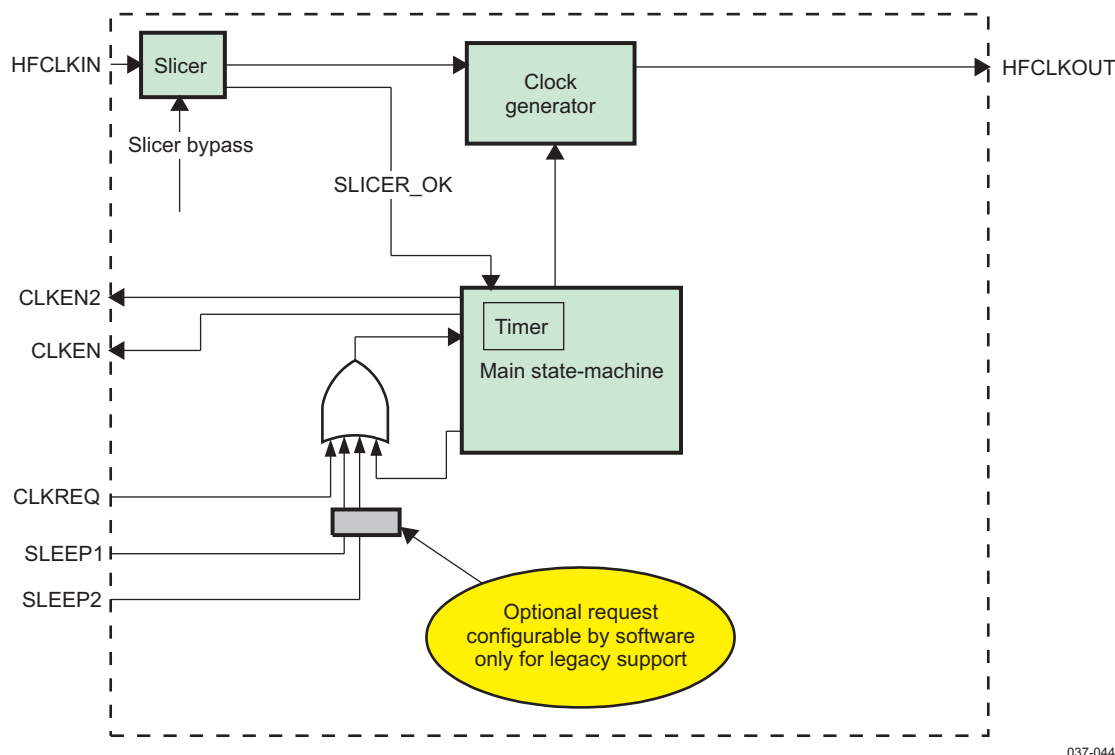 HFCLKIN
Slicer
Clock
generator
HFCLKOUT
Slicer bypass
SLICER_OK
CLKEN2
CLKEN
Timer
Main state-machine
CLKREQ
SLEEP1
SLEEP2
Optional request
configurable by software
only for legacy support
037-044